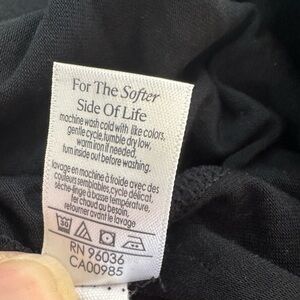 For The Softer
Side Of Life
machine wash cold with like colors,
gentle cycle, tumble dry low,
warm iron if needed,
turn inside out before washing.
lavage en machine à froide avec des
couleurs semblables, cycle délicat,
sèche-linge à basse température,
fer chaud au besoin,
retourner avant le lavage
30
RN 96036
CA00985